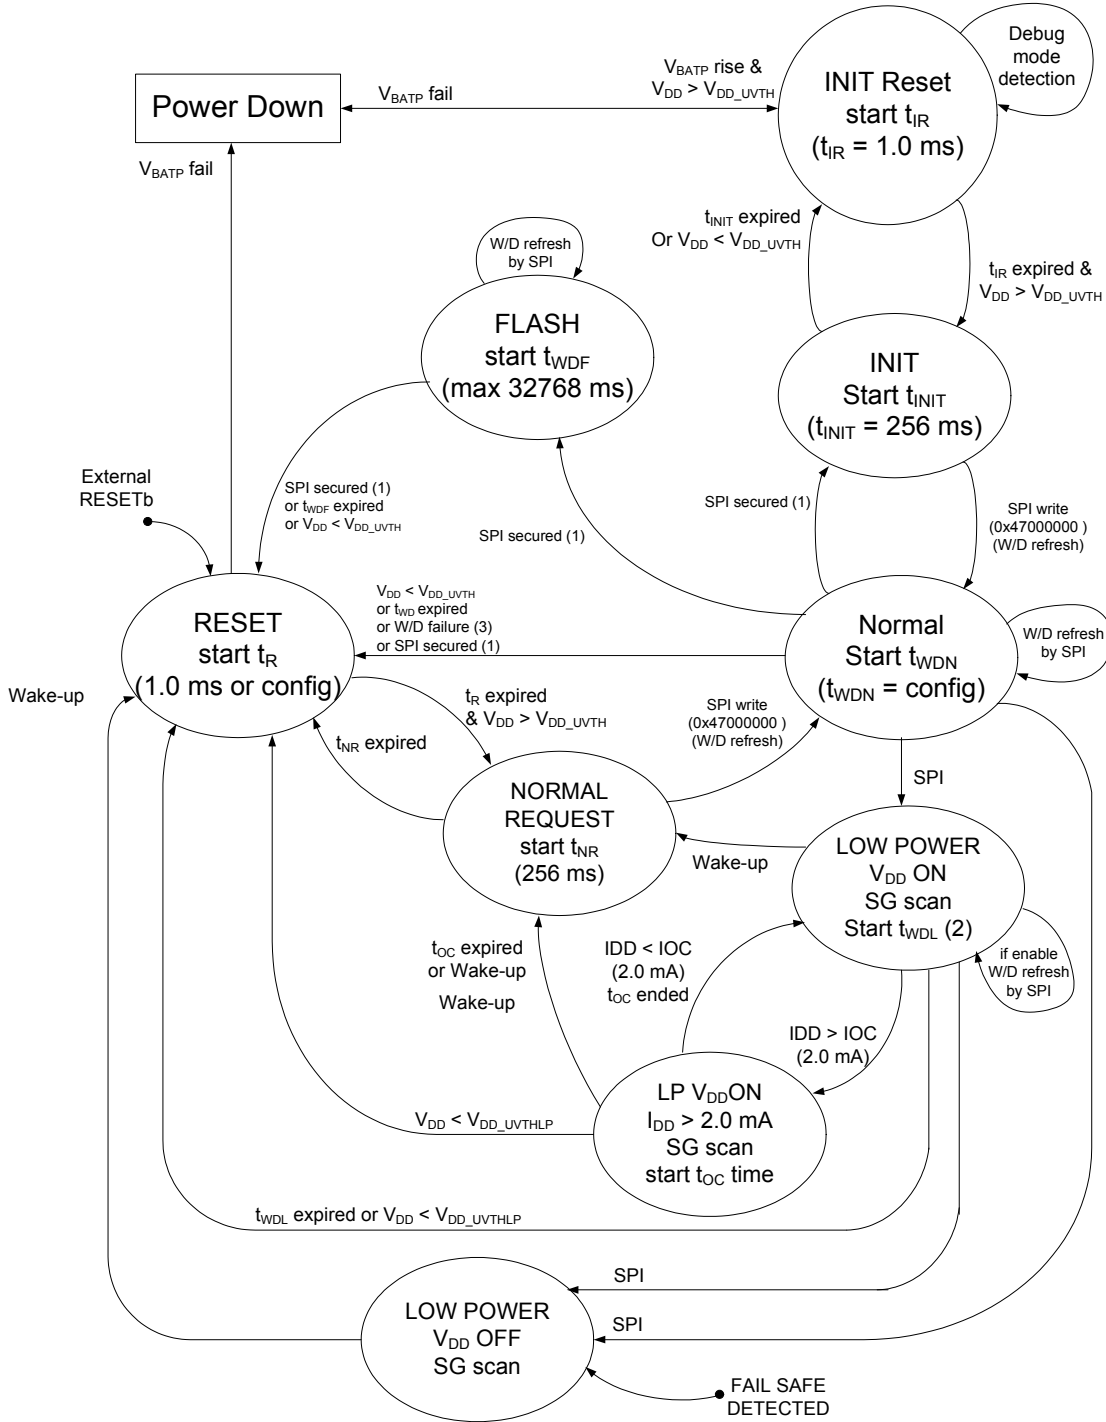 Debug
mode
detection
INIT Reset
start tIR
(tIR = 1.0 ms)
VBATP rise &
VDD > VDD_UVTH
VBATP fail
Power Down
VBATP fail
tINIT expired
Or VDD < VDD_UVTH
tIR expired &
VDD > VDD_UVTH
W/D refresh
by SPI
FLASH
start tWDF
(max 32768 ms)
INIT
Start tINIT
(tINIT = 256 ms)
External
RESETb
SPI secured (1)
or tWDF expired
or VDD < VDD_UVTH
SPI secured (1)
SPI secured (1)
SPI write
(0x47000000 )
(W/D refresh)
VDD < VDD_UVTH
or tWD expired
or W/D failure (3)
or SPI secured (1)
RESET
start tR
(1.0 ms or config)
Normal
Start tWDN
(tWDN = config)
W/D refresh
by SPI
Wake-up
tR expired
& VDD > VDD_UVTH
tNR expired
SPI write
(0x47000000 )
(W/D refresh)
SPI
NORMAL
REQUEST
start tNR
(256 ms)
Wake-up
LOW POWER
VDD ON
SG scan
Start tWDL (2)
if enable
W/D refresh
by SPI
tOC expired
or Wake-up
Wake-up
IDD < IOC
(2.0 mA)
tOC ended
IDD > IOC
(2.0 mA)
LP VDDON
IDD > 2.0 mA
SG scan
start tOC time
VDD < VDD_UVTHLP
tWDL expired or VDD < VDD_UVTHLP
SPI
SPI
LOW POWER
VDD OFF
SG scan
FAIL SAFE
DETECTED